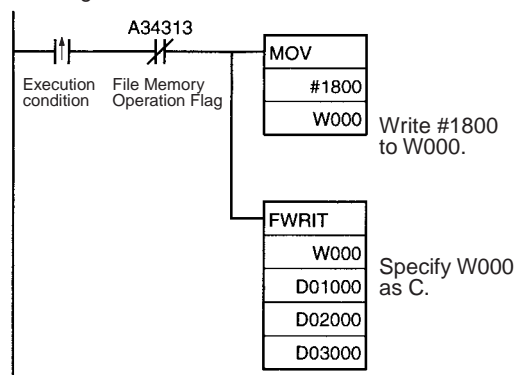 A34313
Execution condition
File Memory Operation Flag
MOV
#1800
W000
Write #1800
to W000.
FWRIT
W000
D01000
D02000
D03000
Specify W000
as C.